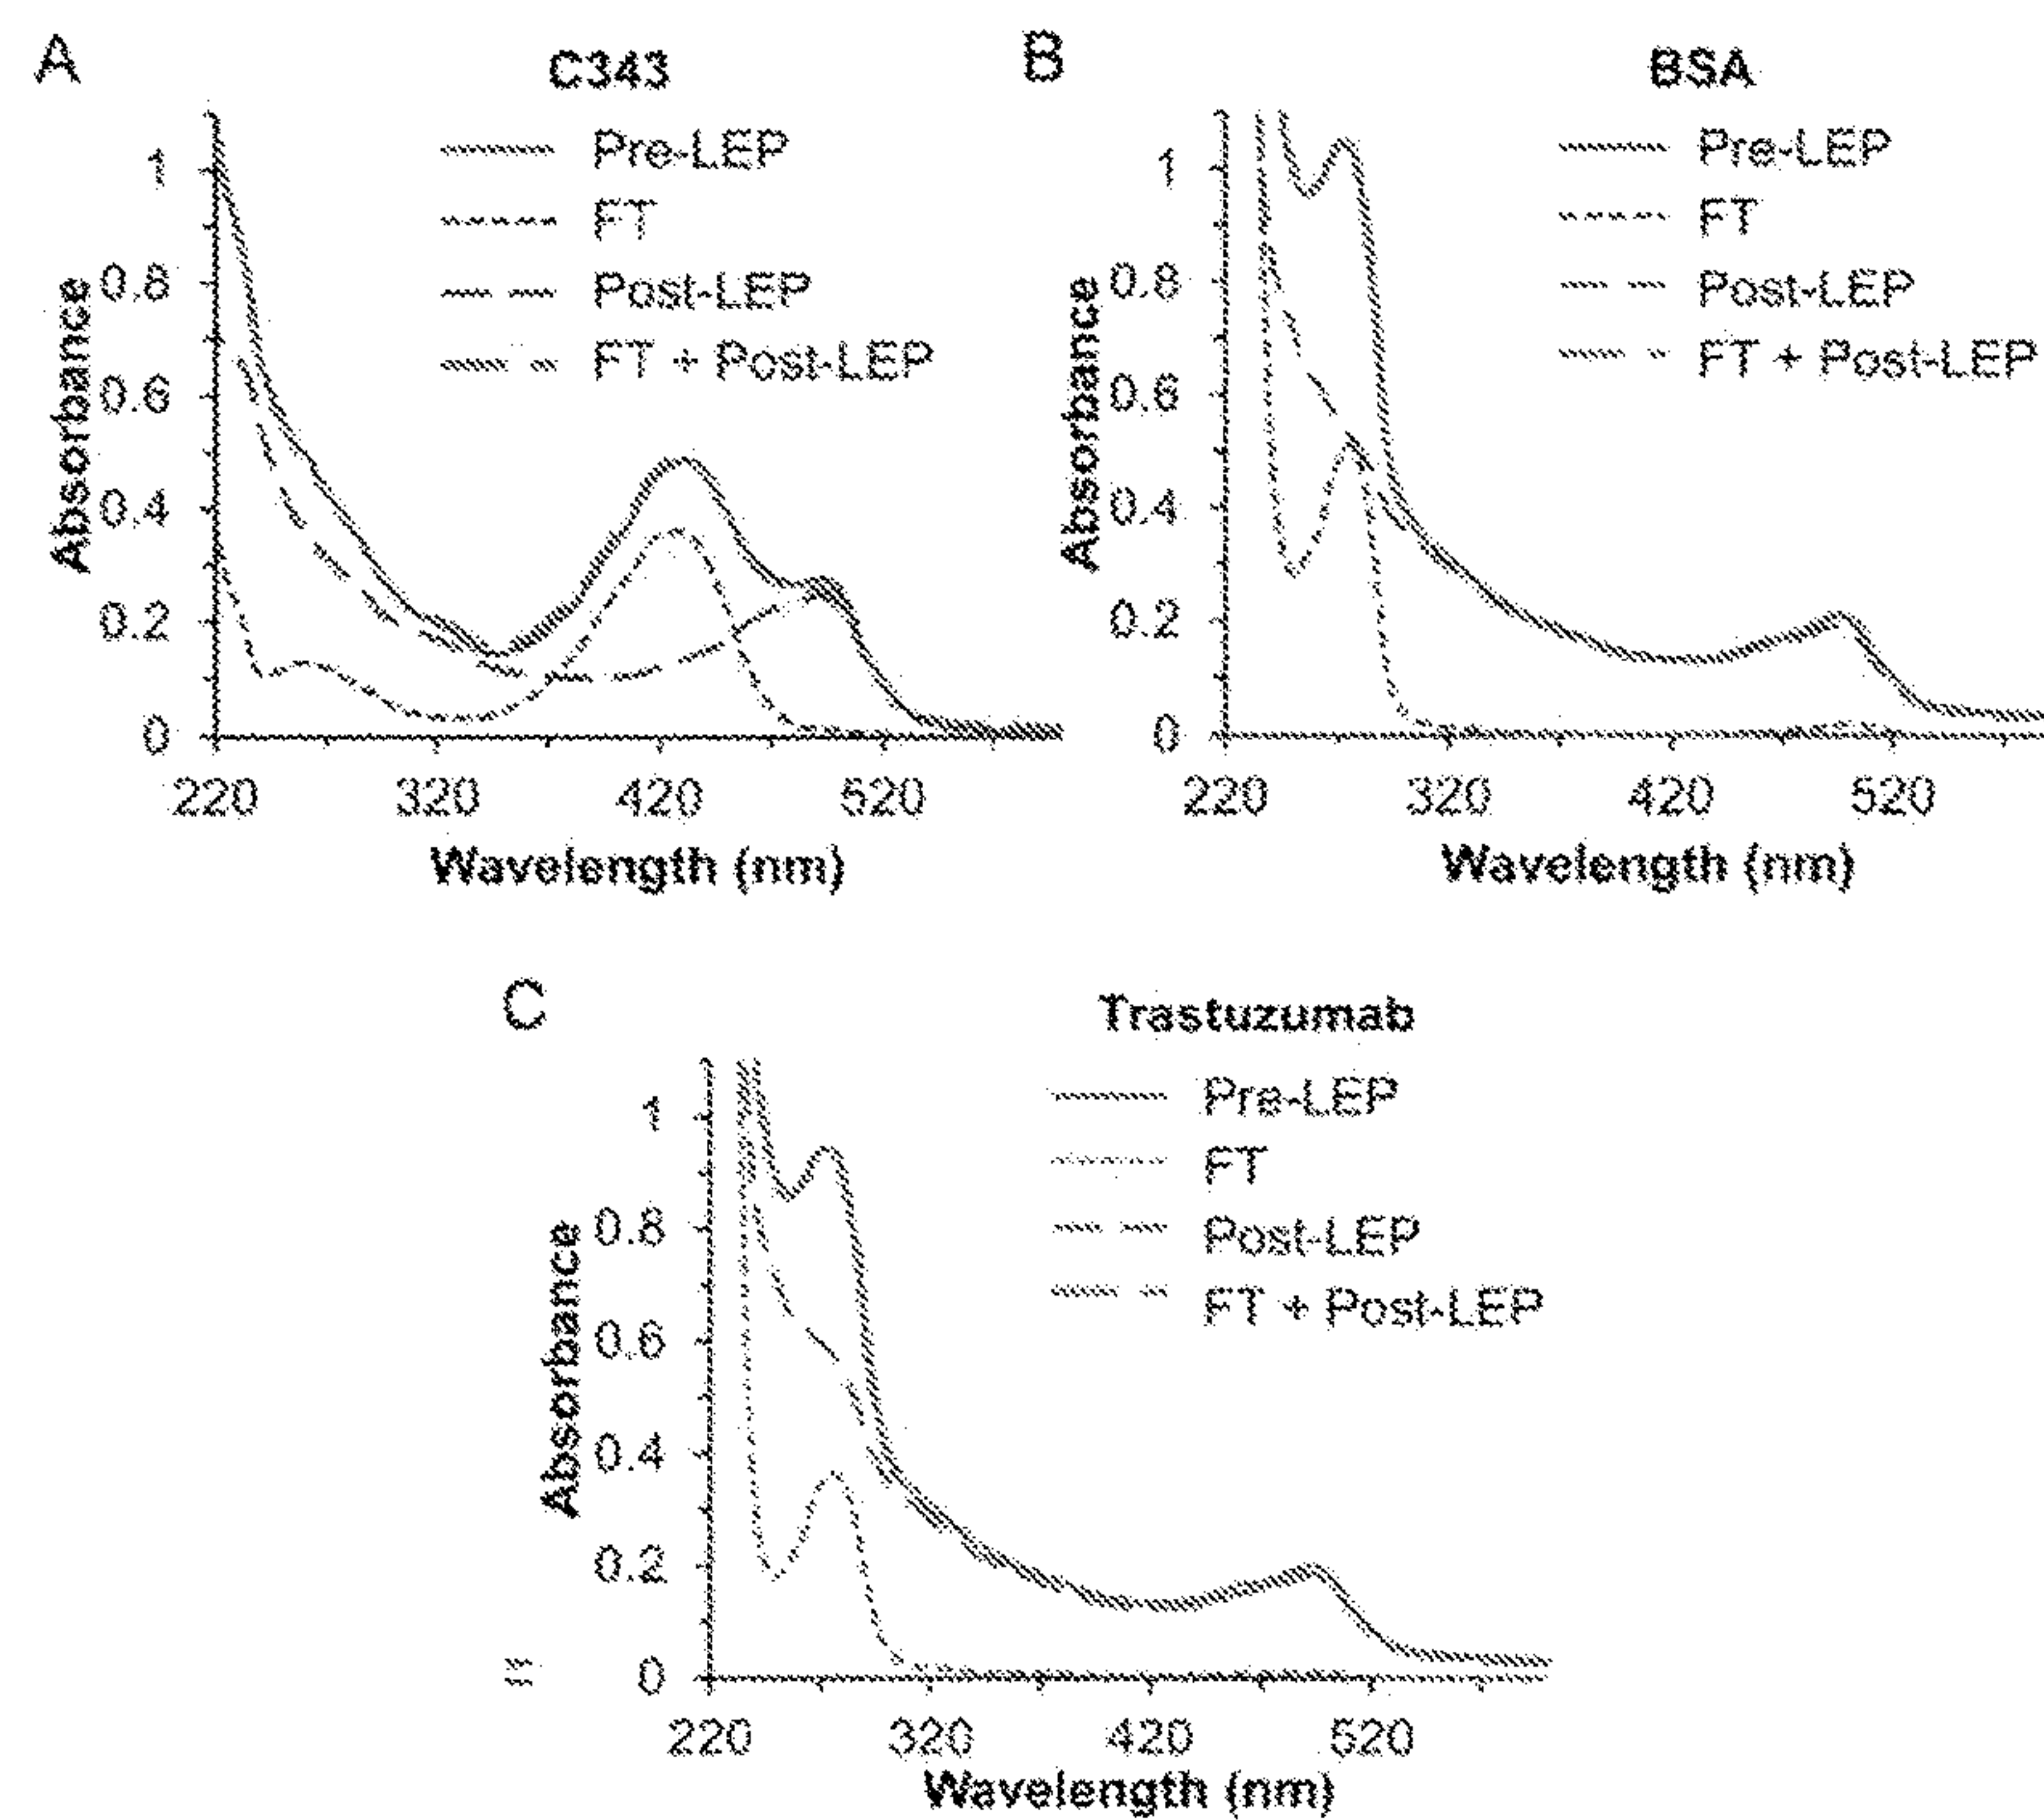 A
C343
Pre-LEP
FT
Post-LEP
FT + Post-LEP
1
0.8
0.6
0.4
0.2
0
Absorbance
220 320 420 520
Wavelength (nm)
B
BSA
Pre-LEP
FT
Post-LEP
FT + Post-LEP
1
0.8
0.6
0.4
0.2
0
Absorbance
220 320 420 520
Wavelength (nm)
C
Trastuzumab
Pre-LEP
FT
Post-LEP
FT + Post-LEP
1
0.8
0.6
0.4
0.2
0
Absorbance
220 320 420 520
Wavelength (nm)